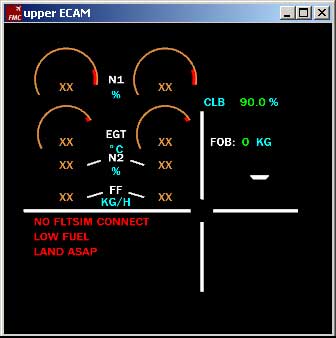 FMC upper ECAM
XX N1 XX
%
CLB 90.0 %
XX EGT XX
°C
FOB: 0 KG
XX N2 XX
%
XX FF XX
KG/H
NO FLTSIM CONNECT
LOW FUEL
LAND ASAP